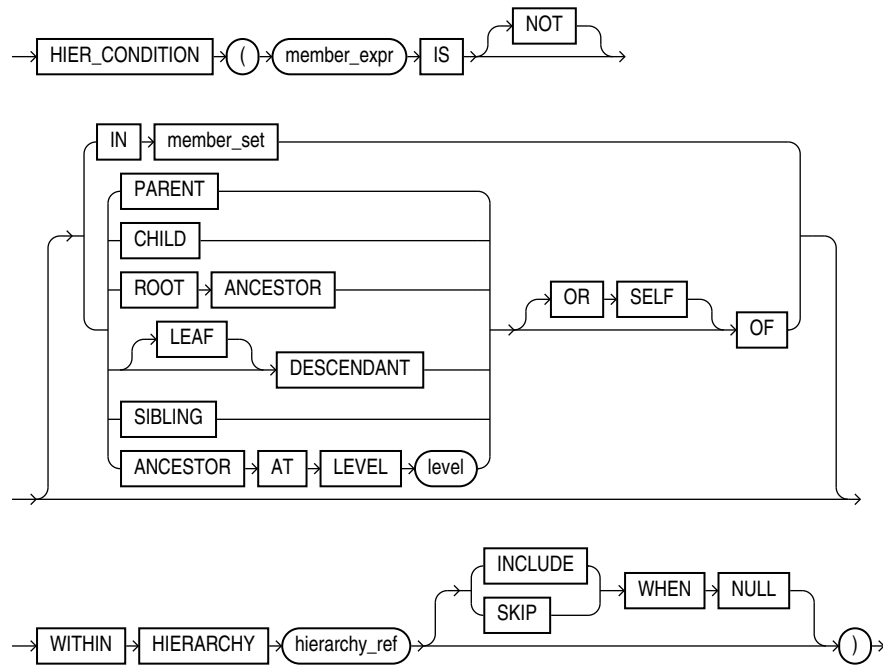 NOT
HIER_CONDITION ( member_expr IS
IN member_set
PARENT
CHILD
ROOT ANCESTOR
OR SELF
LEAF
OF
DESCENDANT
SIBLING
ANCESTOR AT LEVEL level
INCLUDE
WHEN NULL
SKIP
WITHIN HIERARCHY hierarchy_ref )